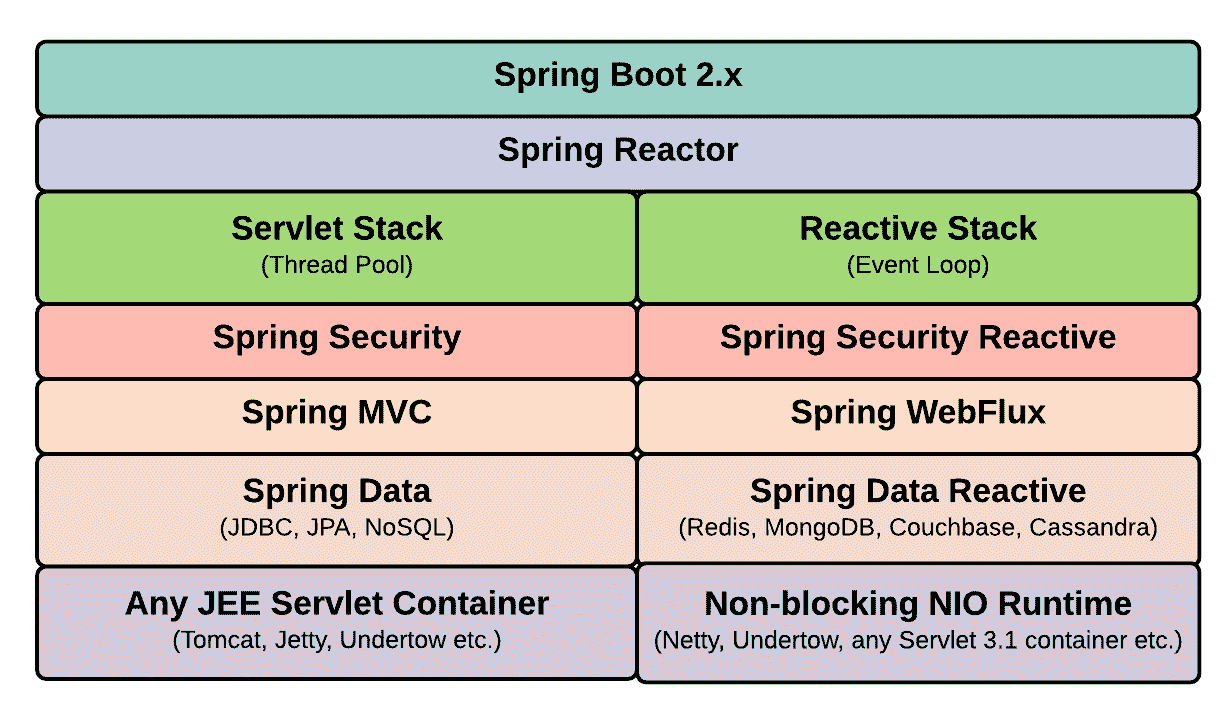 Spring Boot 2.x
Spring Reactor
Servlet Stack
(Thread Pool)
Reactive Stack
(Event Loop)
Spring Security
Spring Security Reactive
Spring MVC
Spring WebFlux
Spring Data
(JDBC, JPA, NoSQL)
Spring Data Reactive
(Redis, MongoDB, Couchbase, Cassandra)
Any JEE Servlet Container
(Tomcat, Jetty, Undertow etc.)
Non-blocking NIO Runtime
(Netty, Undertow, any Servlet 3.1 container etc.)